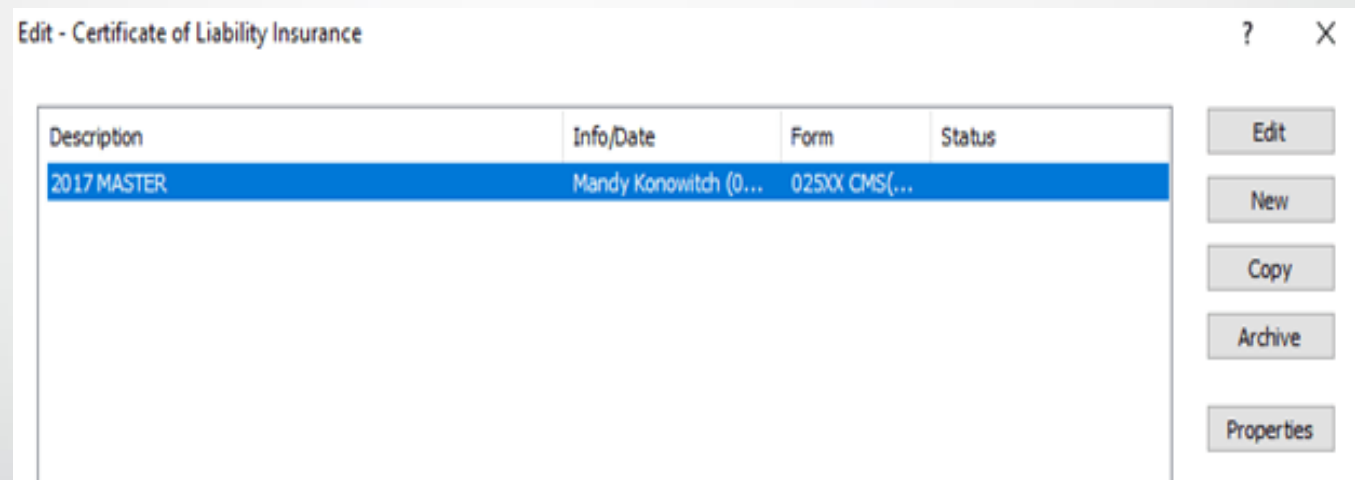 Edit - Certificate of Liability Insurance ? X
Description Info/Date Form Status
2017 MASTER Mandy Konowitch (0... 025XX CMS(...
Edit
New
Copy
Archive
Properties